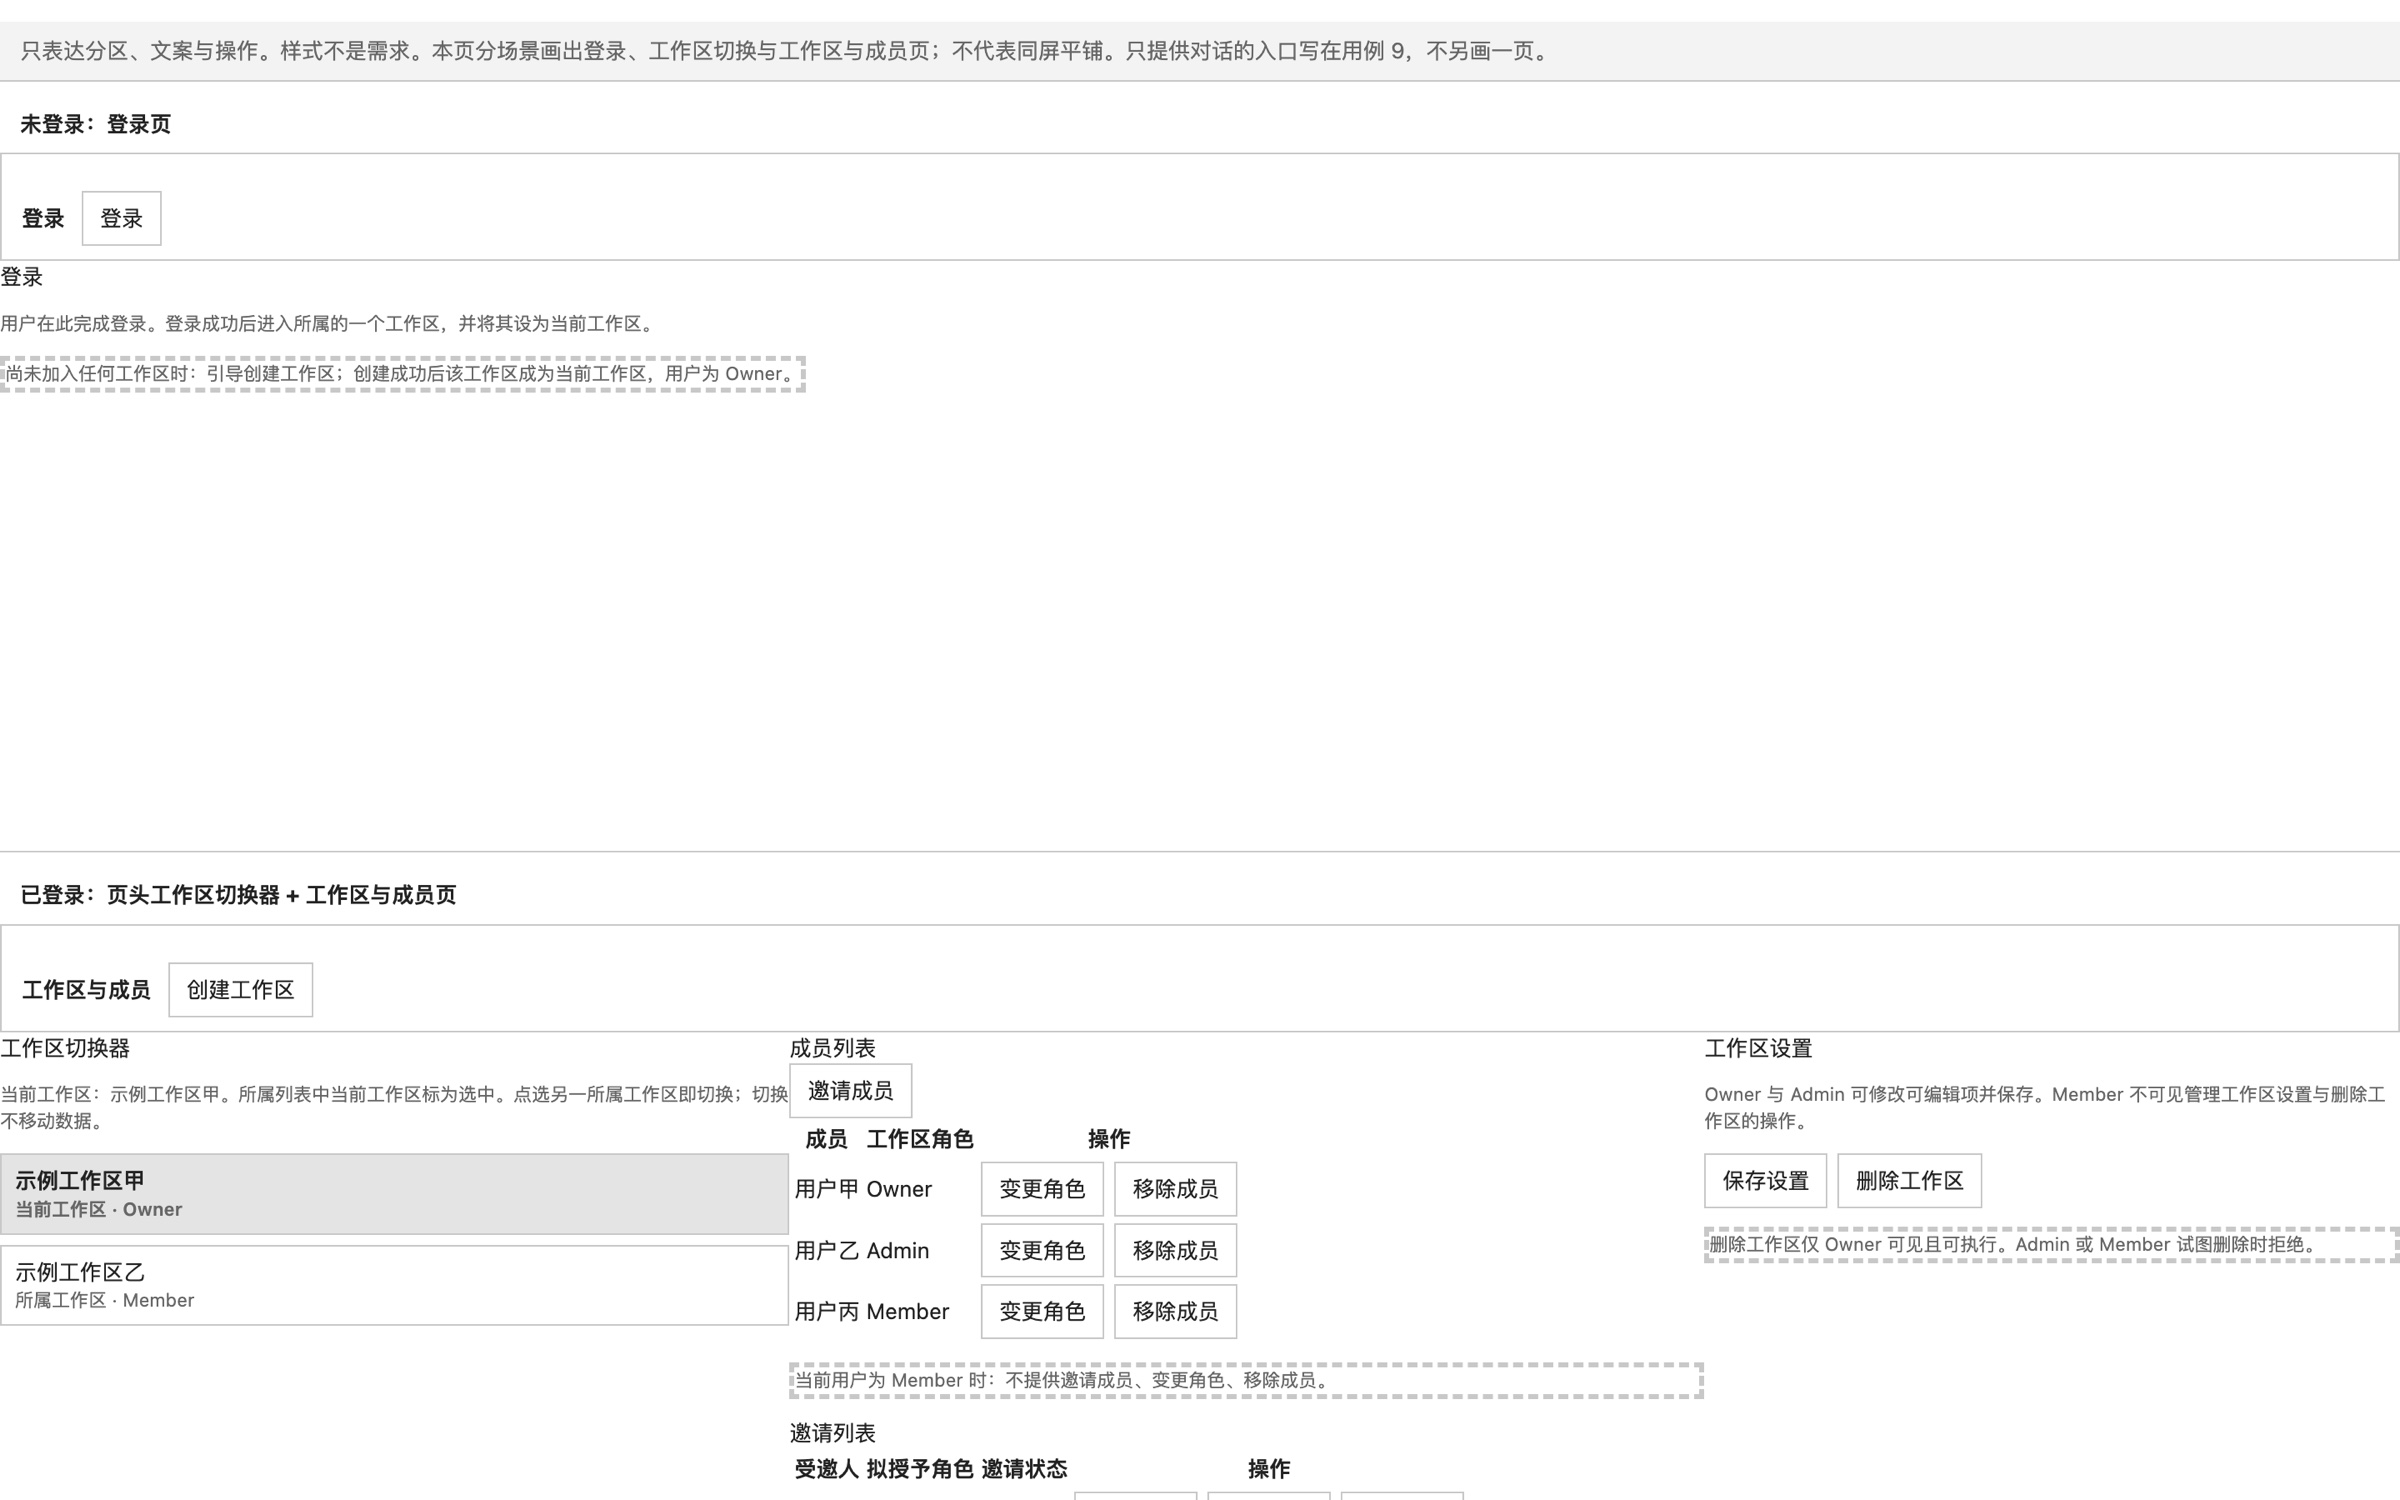 只表达分区、文案与操作。样式不是需求。本页分场景画出登录、工作区切换与工作区与成员页；不代表同屏平铺。只提供对话的入口写在用例 9，不另画一页。
未登录：登录页
登录 登录
登录
用户在此完成登录。登录成功后进入所属的一个工作区，并将其设为当前工作区。
尚未加入任何工作区时：引导创建工作区；创建成功后该工作区成为当前工作区，用户为 Owner。
已登录：页头工作区切换器 + 工作区与成员页
工作区与成员 创建工作区
工作区切换器
当前工作区：示例工作区甲。所属列表中当前工作区标为选中。点选另一所属工作区即切换；切换
不移动数据。
示例工作区甲
当前工作区 · Owner
示例工作区乙
所属工作区 · Member
成员列表
邀请成员
成员 工作区角色 操作
用户甲 Owner 变更角色 移除成员
用户乙 Admin 变更角色 移除成员
用户丙 Member 变更角色 移除成员
当前用户为 Member 时：不提供邀请成员、变更角色、移除成员。
邀请列表
受邀人 拟授予角色 邀请状态 操作
工作区设置
Owner 与 Admin 可修改可编辑项并保存。Member 不可见管理工作区设置与删除工
作区的操作。
保存设置 删除工作区
删除工作区仅 Owner 可见且可执行。Admin 或 Member 试图删除时拒绝。